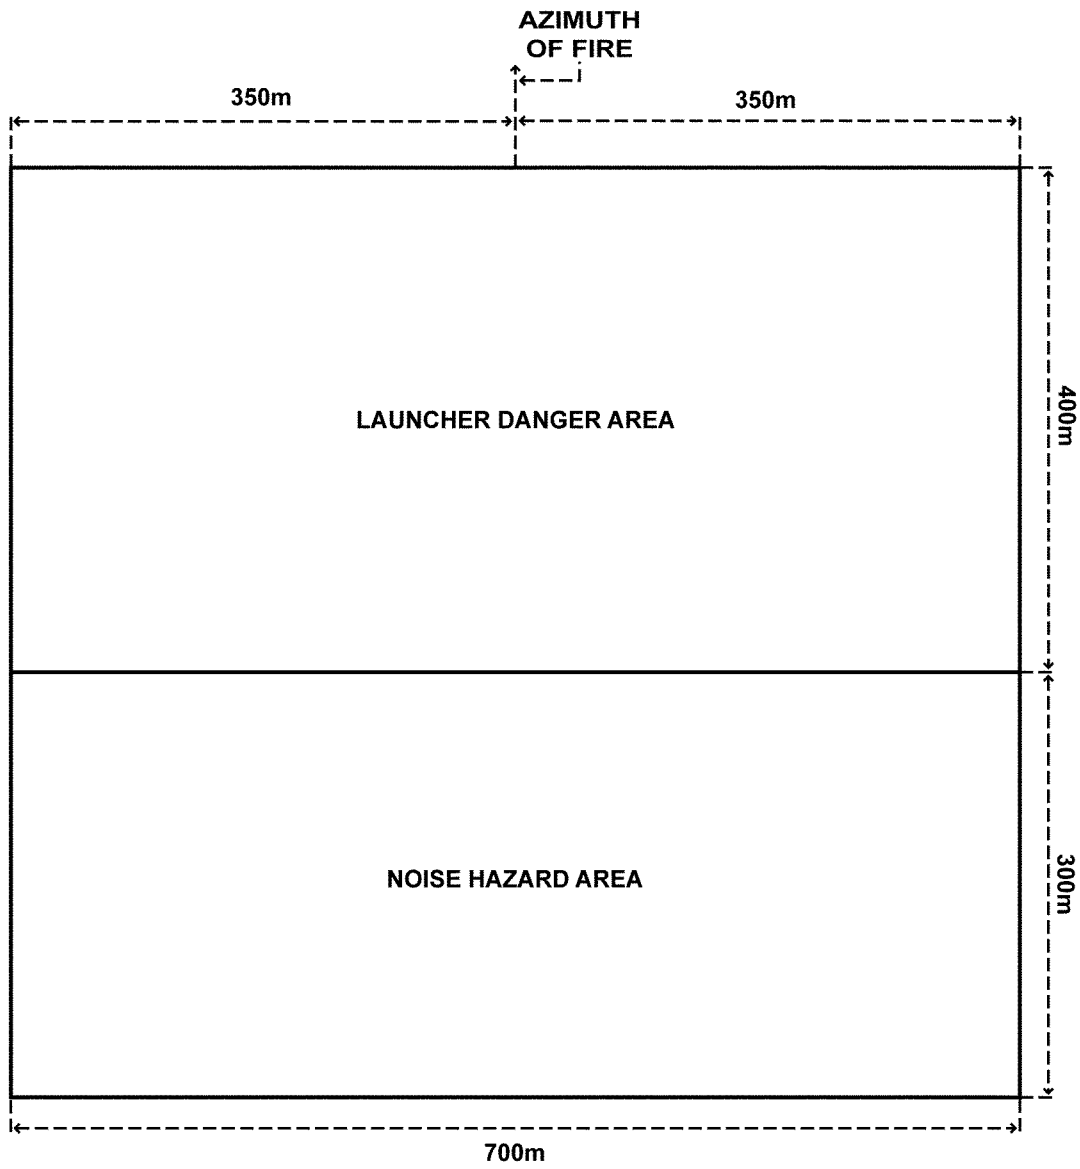 AZIMUTH
OF FIRE
350m
350m
LAUNCHER DANGER AREA
400m
NOISE HAZARD AREA
300m
700m